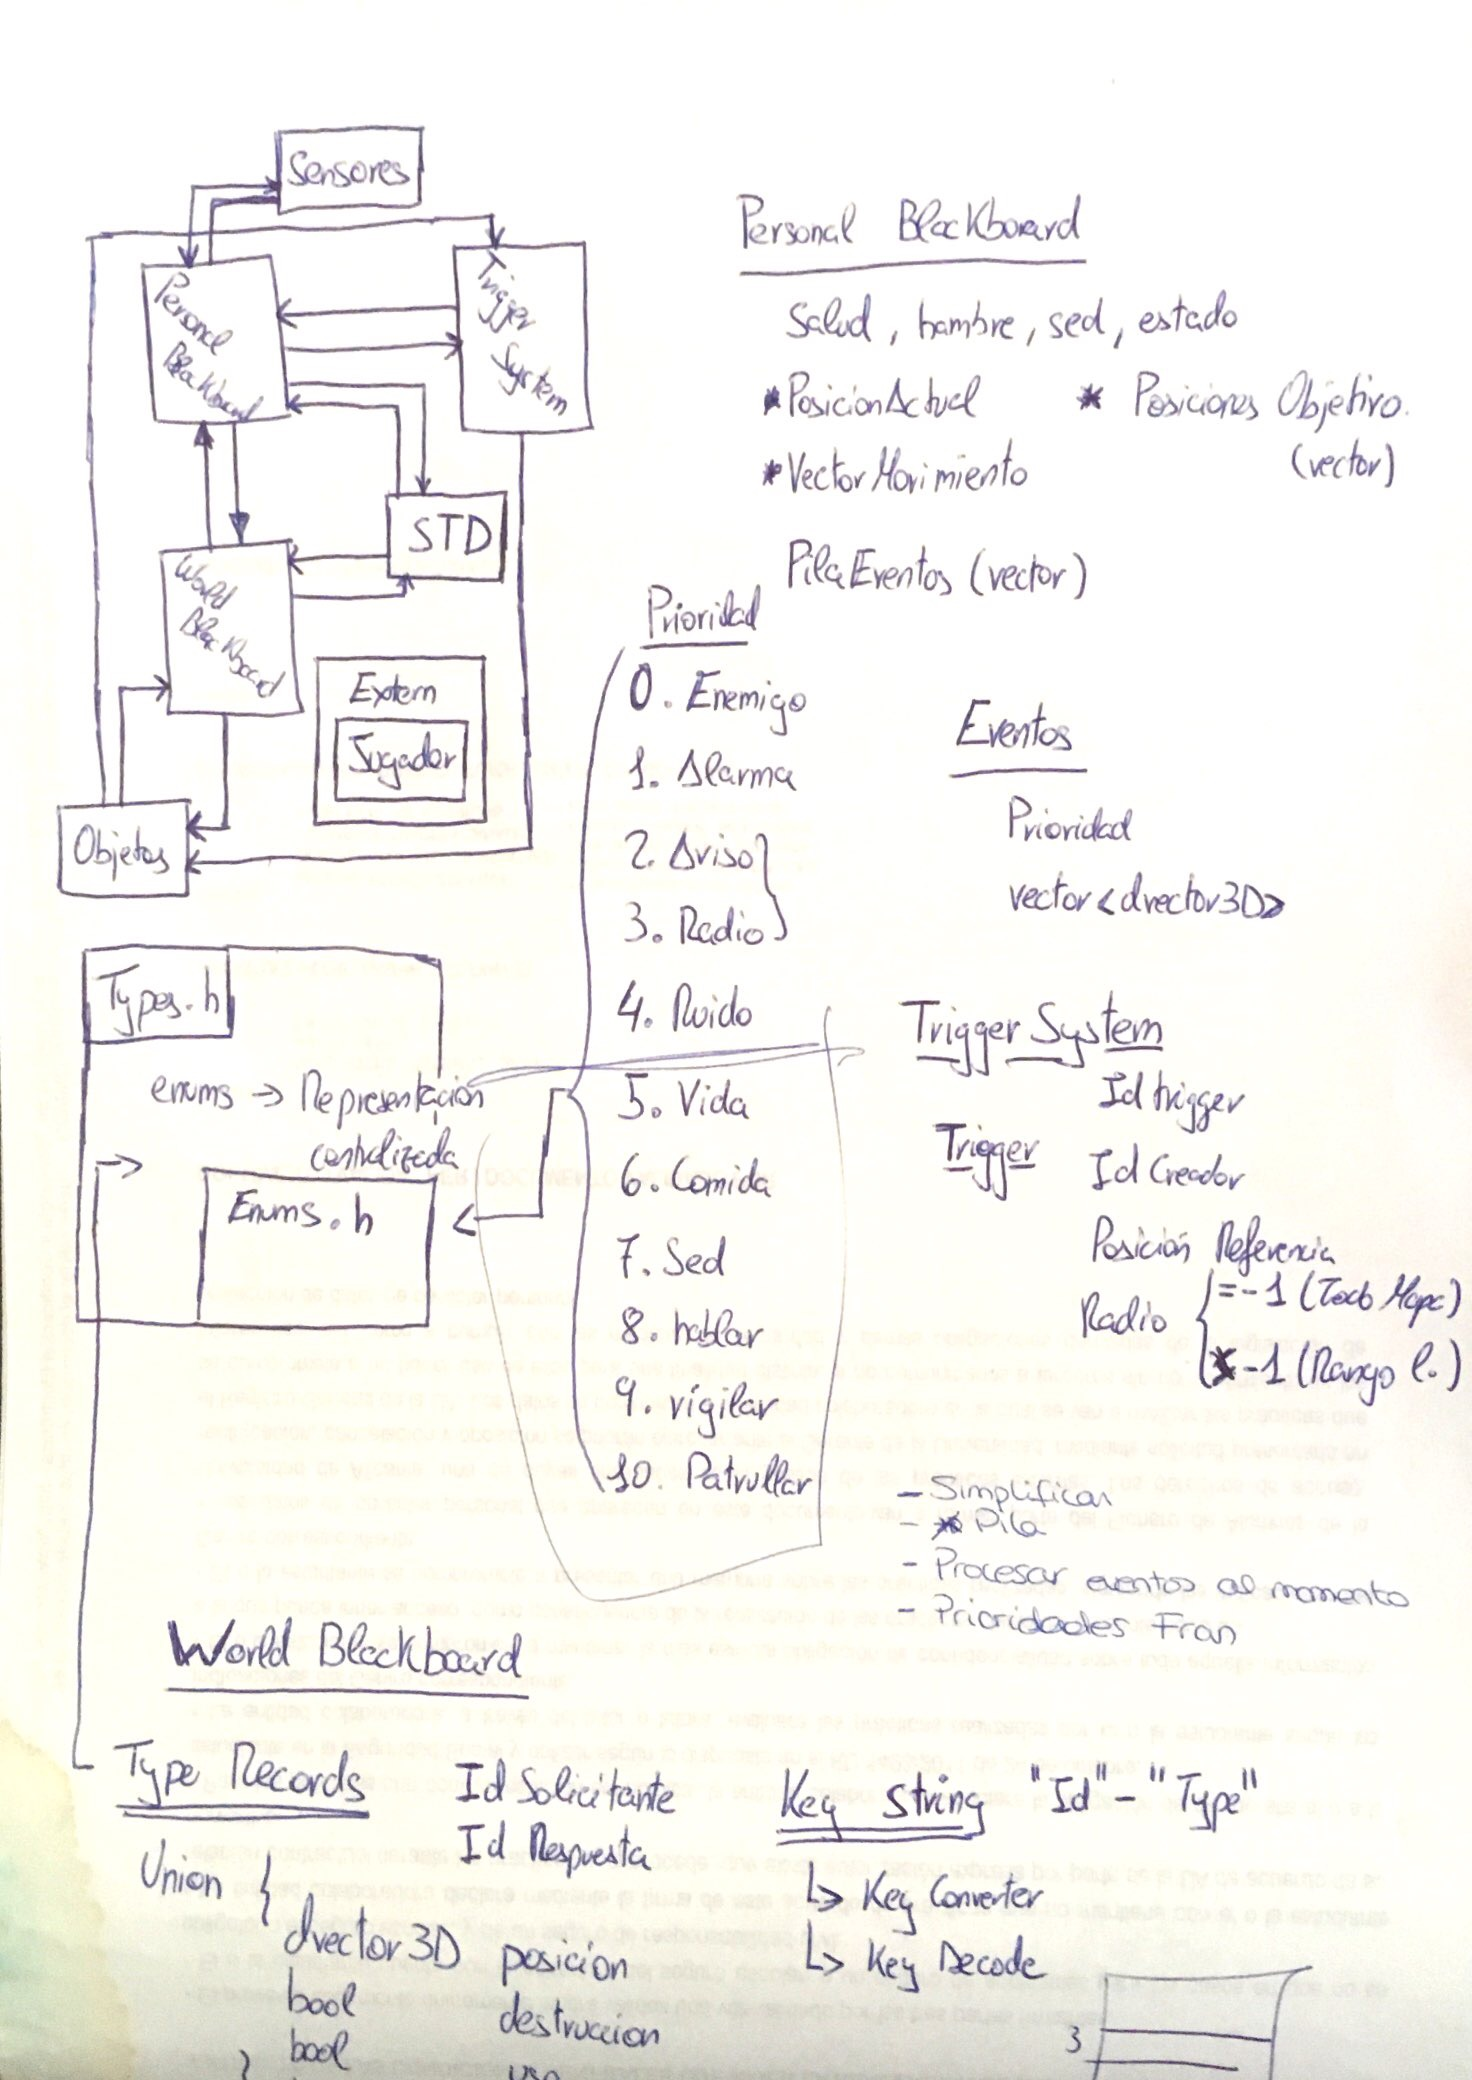 Sensores
Personal
Blackboard
Trigger
System
STD
World
Blackboard
Extern
Jugador
Objetos
Personal Blackboard
Salud, hambre, sed, estado
* PosicionActual * Posiciones Objetivo.
(vector)
* VectorMovimiento
PilaEventos (vector)
Prioridad
0. Enemigo
1. Alarma
2. Aviso
3. Radio
4. Ruido
5. Vida
6. Comida
7. Sed
8. hablar
9. vigilar
10. Patrullar
Eventos
Prioridad
vector<dvector3D>
Types.h
enums → Representación
centralizada
Enums.h
Trigger System
Id trigger
Trigger
Id Creador
Posición Referencia
Radio
= -1 (Todo Mapa)
-1 (Rango l.)
- Simplificar
- Pila
- Procesar eventos al momento
- Prioridades Fran
World Blackboard
Type Records
Id Solicitante
Id Respuesta
Union {
dvector3D posicion
bool destruccion
bool uso
}
Key String "Id"-"Type"
↳ Key Converter
↳ Key Decode
3